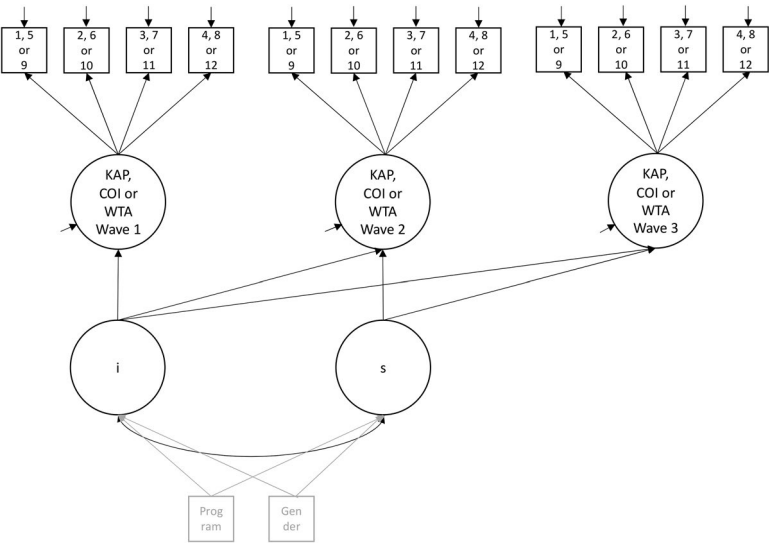 1, 5
or
9
2, 6
or
10
3, 7
or
11
4, 8
or
12
1, 5
or
9
2, 6
or
10
3, 7
or
11
4, 8
or
12
1, 5
or
9
2, 6
or
10
3, 7
or
11
4, 8
or
12
KAP,
COI or
WTA
Wave 1
KAP,
COI or
WTA
Wave 2
KAP,
COI or
WTA
Wave 3
i
s
Prog
ram
Gen
der